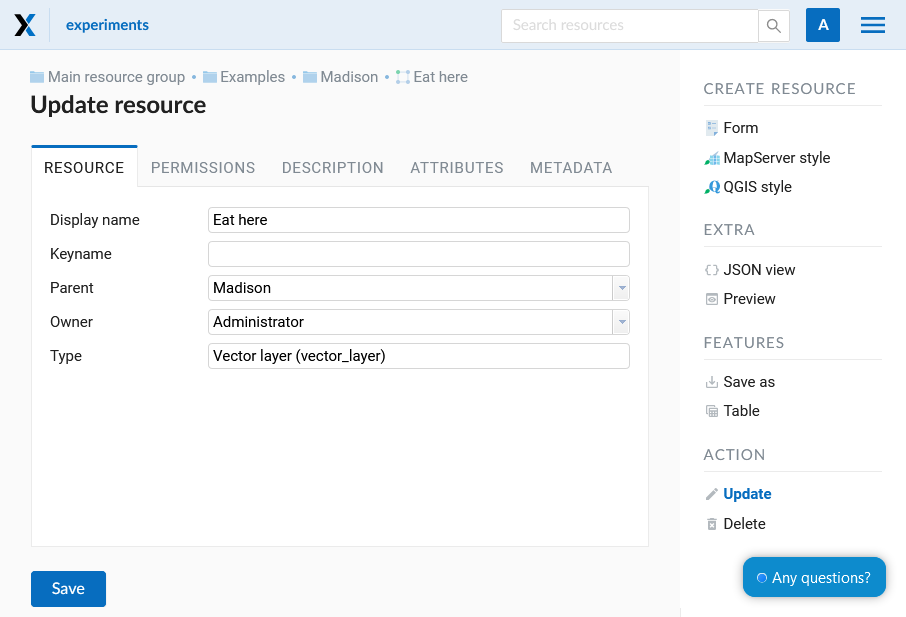 experiments
Search resources
A
Main resource group • Examples • Madison • Eat here
Update resource
RESOURCE PERMISSIONS DESCRIPTION ATTRIBUTES METADATA
Display name Eat here
Keyname
Parent Madison
Owner Administrator
Type Vector layer (vector_layer)
Save
CREATE RESOURCE
Form
MapServer style
QGIS style
EXTRA
JSON view
Preview
FEATURES
Save as
Table
ACTION
Update
Delete
Any questions?